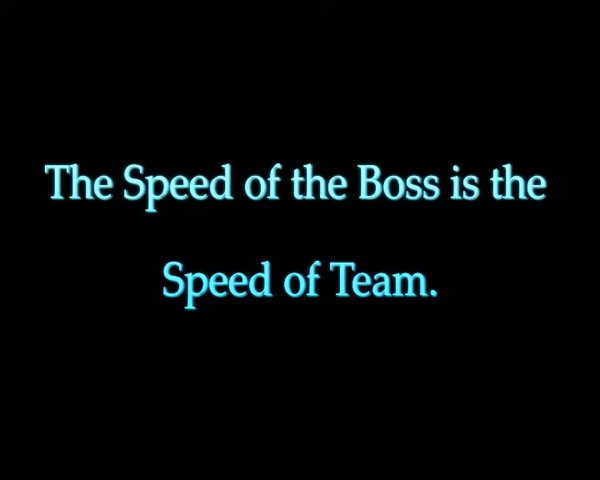 The Speed of the Boss is the
Speed of Team.